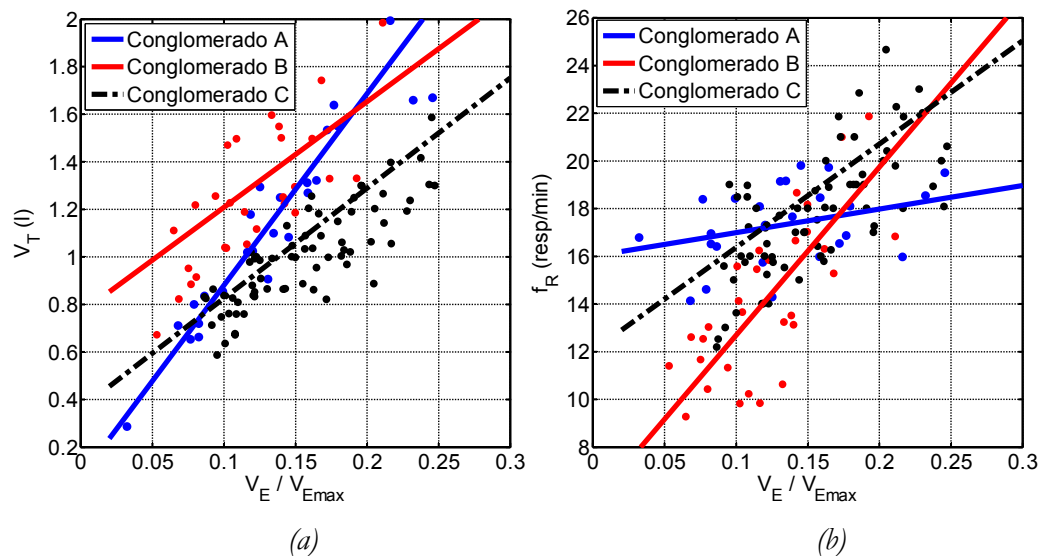 2
1.8
1.6
1.4
1.2
1
0.8
0.6
0.4
0.2
V_T (l)
Conglomerado A
Conglomerado B
Conglomerado C
0 0.05 0.1 0.15 0.2 0.25 0.3
V_E / V_Emax
(a)
26
24
22
20
18
16
14
12
10
8
f_R (resp/min)
Conglomerado A
Conglomerado B
Conglomerado C
0 0.05 0.1 0.15 0.2 0.25 0.3
V_E / V_Emax
(b)